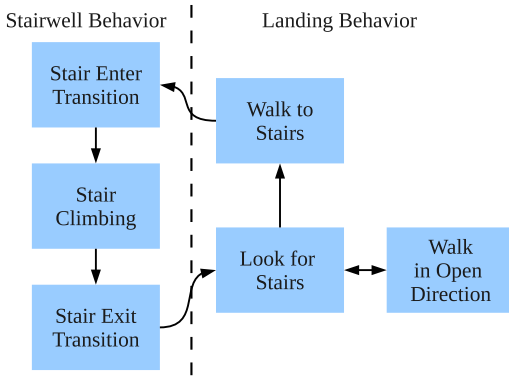 Stairwell Behavior
Landing Behavior
Stair Enter
Transition
Stair
Climbing
Stair Exit
Transition
Walk to
Stairs
Look for
Stairs
Walk
in Open
Direction